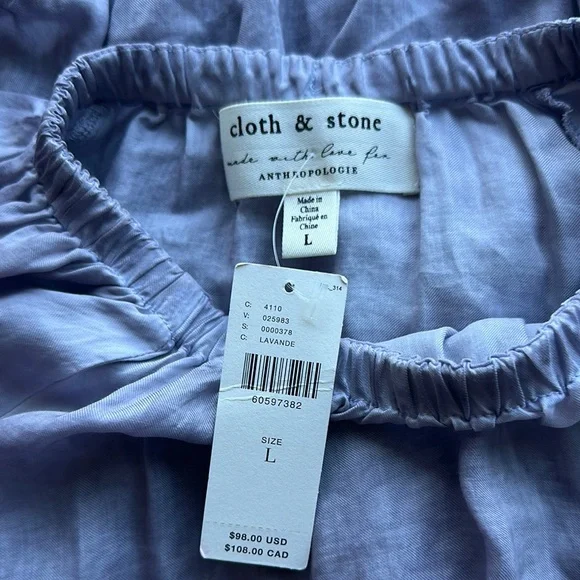 cloth & stone
made with love for
ANTHROPOLOGIE
Made in
China
Fabriqué en
Chine
L
314
C: 4110
V: 025983
S: 0000378
C: LAVANDE
60597382
SIZE
L
$98.00 USD
$108.00 CAD